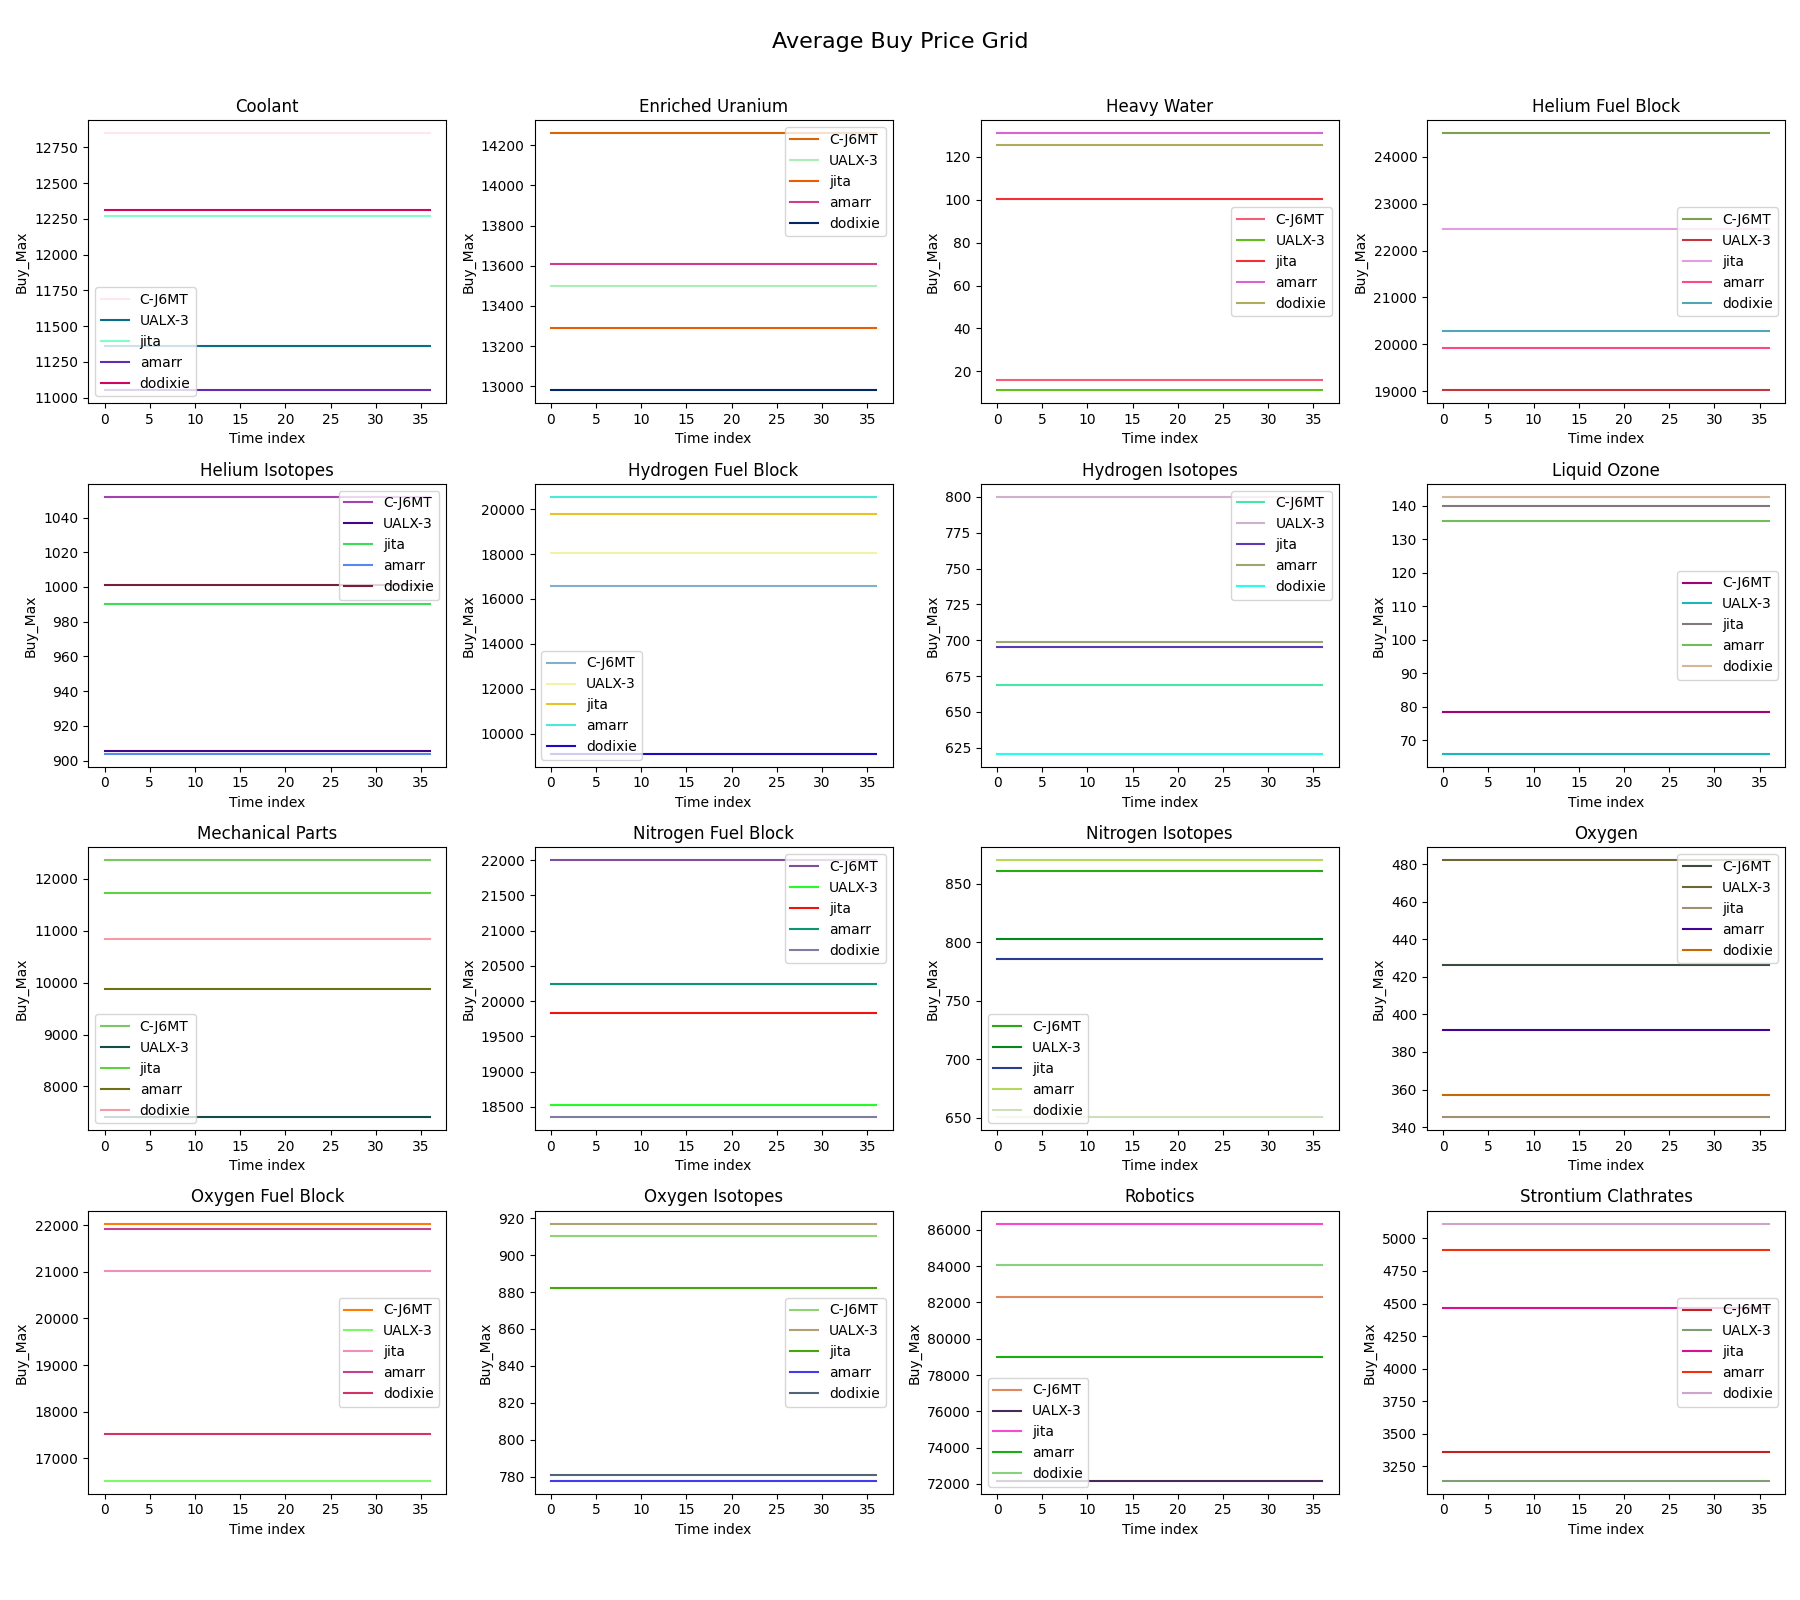 Average Buy Price Grid
Coolant
Buy_Max
12750
12500
12250
12000
11750
11500
11250
11000
C-J6MT
UALX-3
jita
amarr
dodixie
0 5 10 15 20 25 30 35
Time index
Enriched Uranium
Buy_Max
14200
14000
13800
13600
13400
13200
13000
C-J6MT
UALX-3
jita
amarr
dodixie
0 5 10 15 20 25 30 35
Time index
Heavy Water
Buy_Max
120
100
80
60
40
20
C-J6MT
UALX-3
jita
amarr
dodixie
0 5 10 15 20 25 30 35
Time index
Helium Fuel Block
Buy_Max
24000
23000
22000
21000
20000
19000
C-J6MT
UALX-3
jita
amarr
dodixie
0 5 10 15 20 25 30 35
Time index
Helium Isotopes
Buy_Max
1040
1020
1000
980
960
940
920
900
C-J6MT
UALX-3
jita
amarr
dodixie
0 5 10 15 20 25 30 35
Time index
Hydrogen Fuel Block
Buy_Max
20000
18000
16000
14000
12000
10000
C-J6MT
UALX-3
jita
amarr
dodixie
0 5 10 15 20 25 30 35
Time index
Hydrogen Isotopes
Buy_Max
800
775
750
725
700
675
650
625
C-J6MT
UALX-3
jita
amarr
dodixie
0 5 10 15 20 25 30 35
Time index
Liquid Ozone
Buy_Max
140
130
120
110
100
90
80
70
C-J6MT
UALX-3
jita
amarr
dodixie
0 5 10 15 20 25 30 35
Time index
Mechanical Parts
Buy_Max
12000
11000
10000
9000
8000
C-J6MT
UALX-3
jita
amarr
dodixie
0 5 10 15 20 25 30 35
Time index
Nitrogen Fuel Block
Buy_Max
22000
21500
21000
20500
20000
19500
19000
18500
C-J6MT
UALX-3
jita
amarr
dodixie
0 5 10 15 20 25 30 35
Time index
Nitrogen Isotopes
Buy_Max
850
800
750
700
650
C-J6MT
UALX-3
jita
amarr
dodixie
0 5 10 15 20 25 30 35
Time index
Oxygen
Buy_Max
480
460
440
420
400
380
360
340
C-J6MT
UALX-3
jita
amarr
dodixie
0 5 10 15 20 25 30 35
Time index
Oxygen Fuel Block
Buy_Max
22000
21000
20000
19000
18000
17000
C-J6MT
UALX-3
jita
amarr
dodixie
0 5 10 15 20 25 30 35
Time index
Oxygen Isotopes
Buy_Max
920
900
880
860
840
820
800
780
C-J6MT
UALX-3
jita
amarr
dodixie
0 5 10 15 20 25 30 35
Time index
Robotics
Buy_Max
86000
84000
82000
80000
78000
76000
74000
72000
C-J6MT
UALX-3
jita
amarr
dodixie
0 5 10 15 20 25 30 35
Time index
Strontium Clathrates
Buy_Max
5000
4750
4500
4250
4000
3750
3500
3250
C-J6MT
UALX-3
jita
amarr
dodixie
0 5 10 15 20 25 30 35
Time index